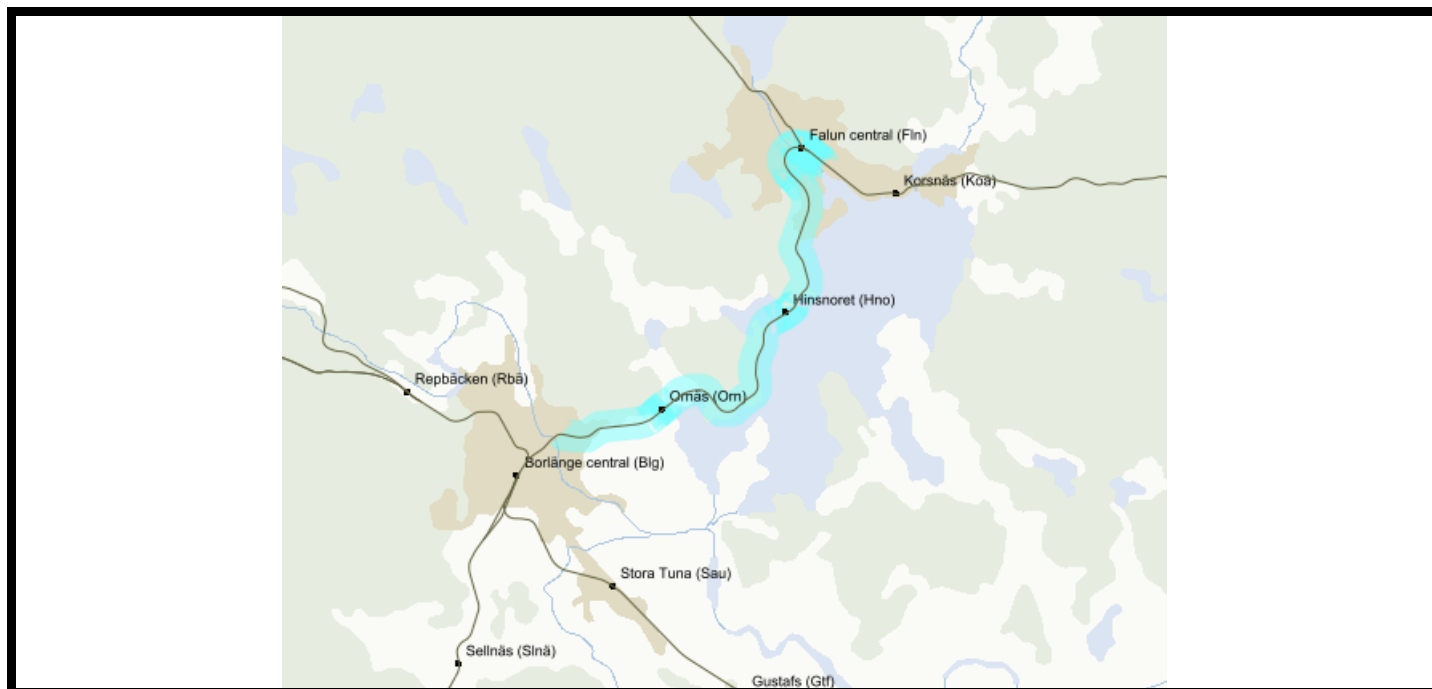 Falun central (Fln)
Korsnäs (Koä)
Hinsnoret (Hno)
Repbäcken (Rbä)
Ornäs (Orn)
Borlänge central (Blg)
Stora Tuna (Sau)
Sellnäs (Slnä)
Gustafs (Gtf)